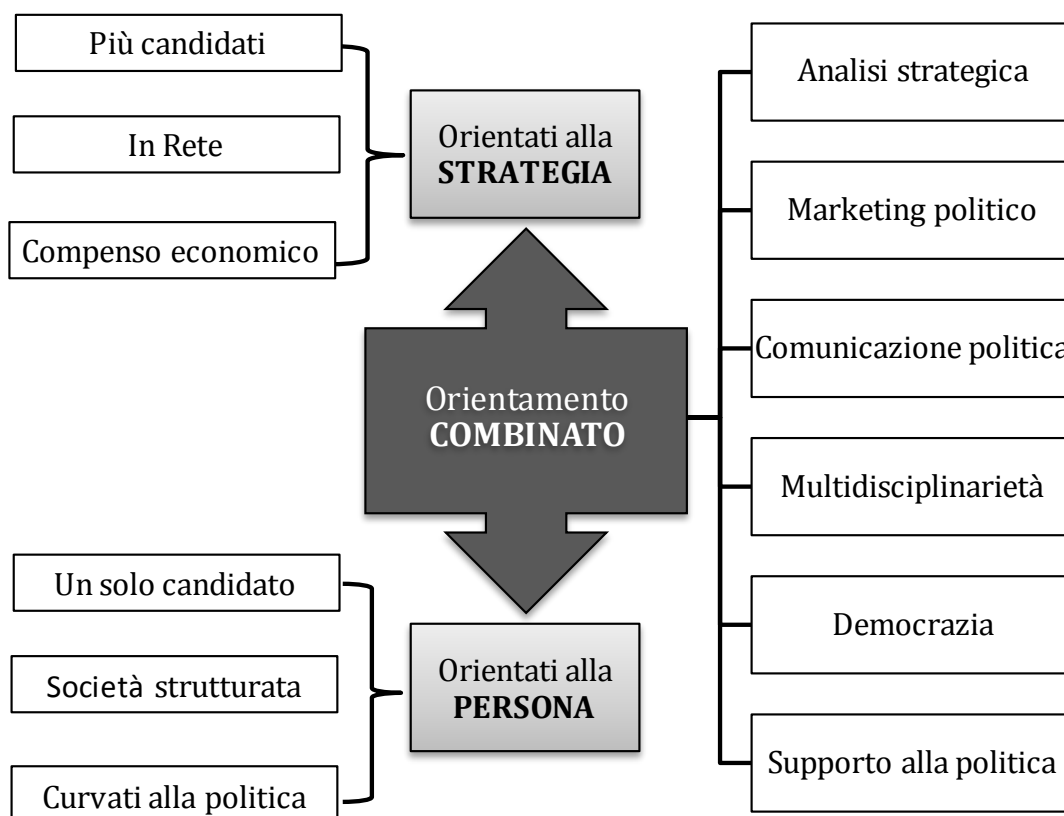 Più candidati
In Rete
Compenso economico
Orientati alla
STRATEGIA
Orientamento
COMBINATO
Un solo candidato
Società strutturata
Curvati alla politica
Orientati alla
PERSONA
Analisi strategica
Marketing politico
Comunicazione politica
Multidisciplinarietà
Democrazia
Supporto alla politica